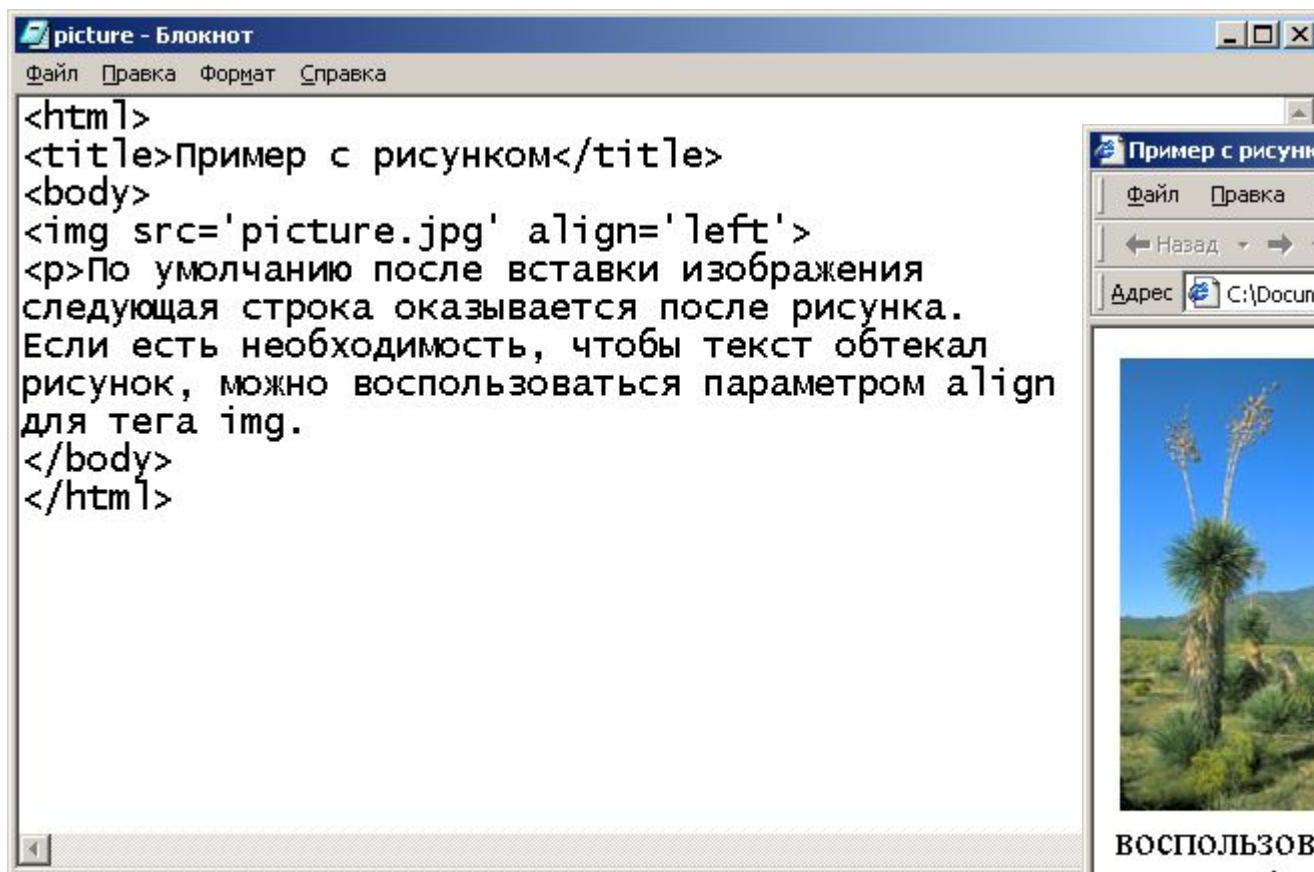 picture - Блокнот
Файл Правка Формат Справка
<html>
<title>Пример с рисунком</title>
<body>
<img src='picture.jpg' align='left'>
<p>По умолчанию после вставки изображения
следующая строка оказывается после рисунка.
Если есть необходимость, чтобы текст обтекал
рисунок, можно воспользоваться параметром align
для тега img.
</body>
</html>
Пример с рисунк
Файл Правка
Назад
Адрес C:\Docum
воспользов